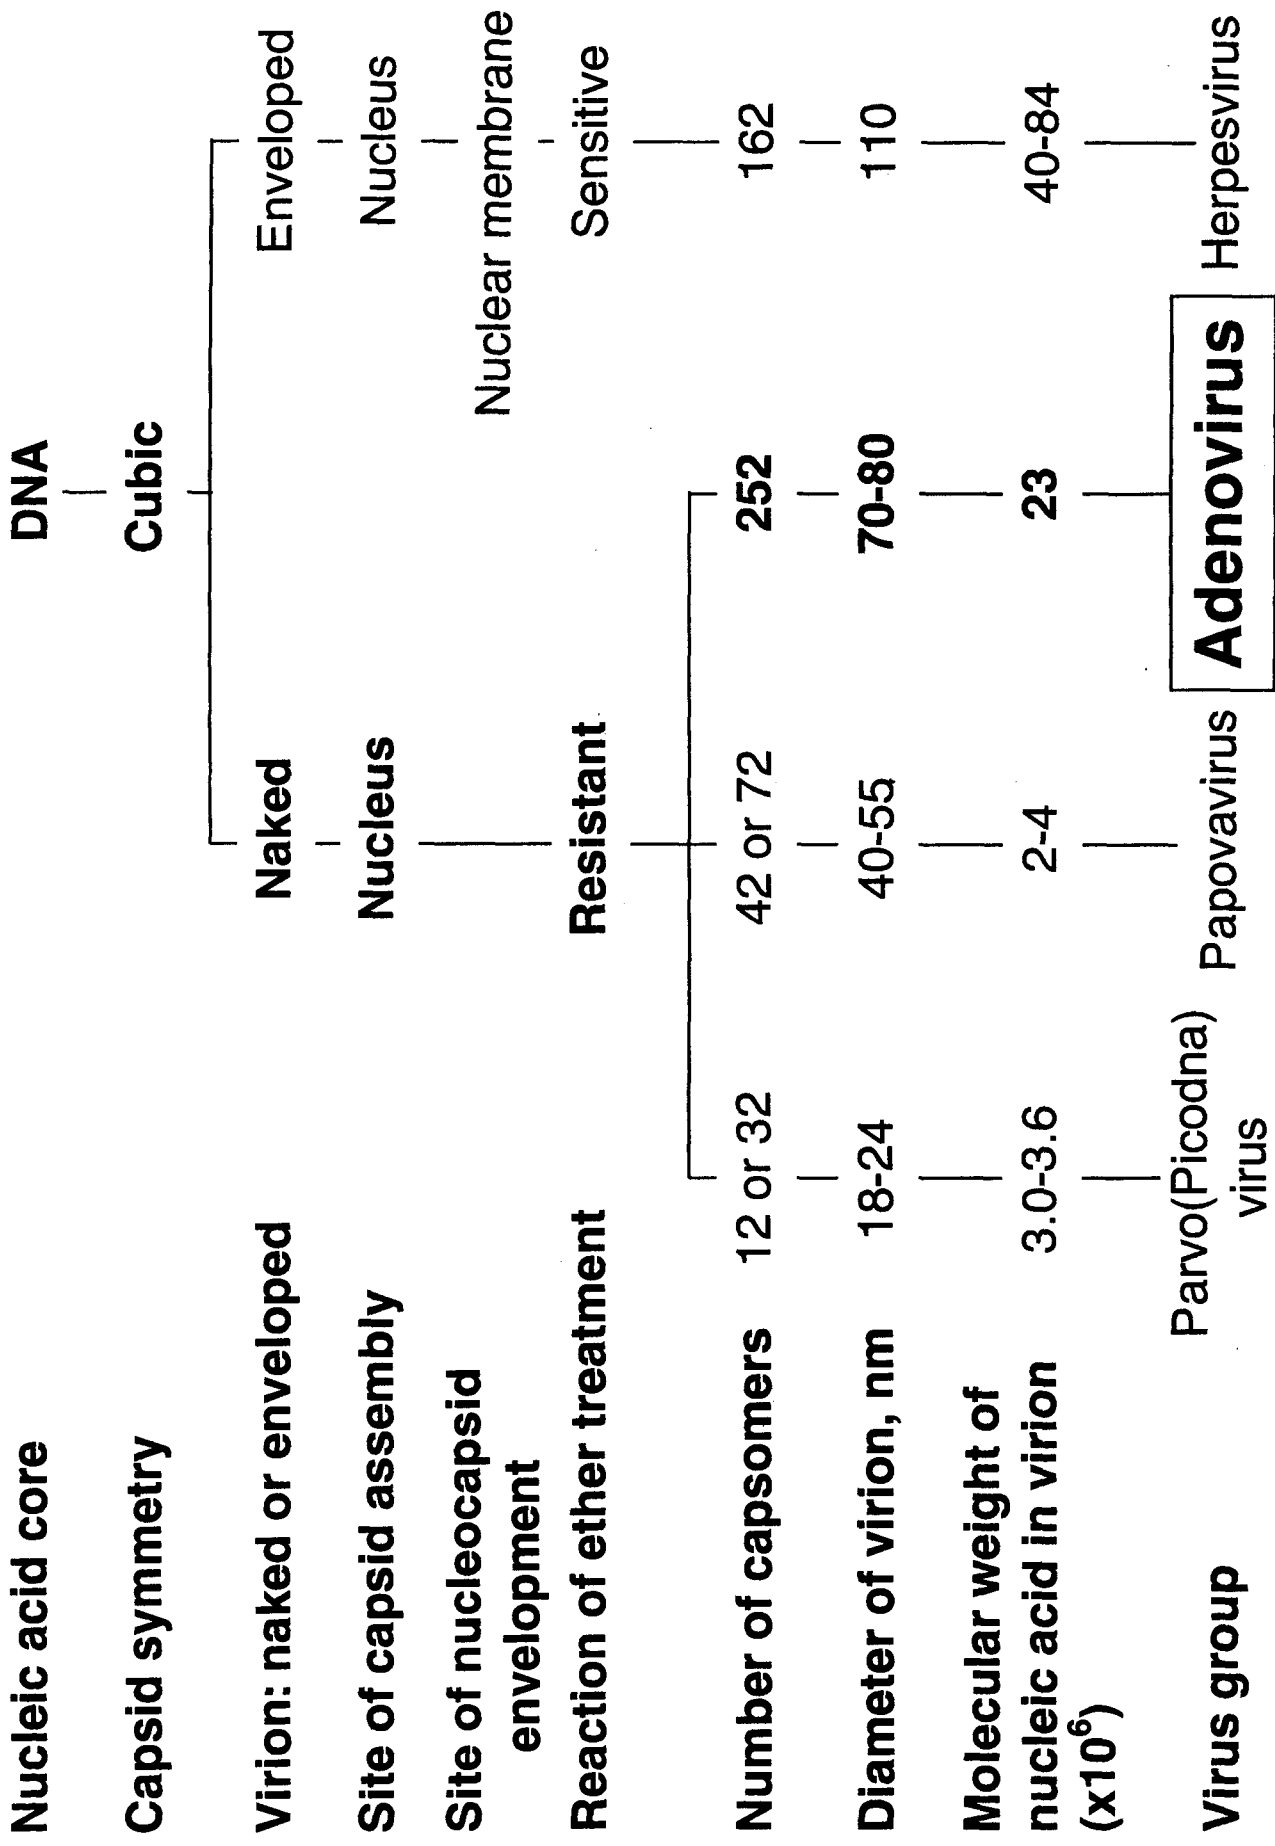 Nucleic acid core DNA
Capsid symmetry Cubic
Virion: naked or enveloped Naked Enveloped
Site of capsid assembly Nucleus Nucleus
Site of nucleocapsid
envelopment Nuclear membrane
Reaction of ether treatment Resistant Sensitive
Number of capsomers 12 or 32 42 or 72 252 162
Diameter of virion, nm 18-24 40-55 70-80 110
Molecular weight of
nucleic acid in virion 3.0-3.6 2-4 23 40-84
(x10⁶)
Virus group Parvo(Picodna) Papovavirus Adenovirus Herpesvirus
virus